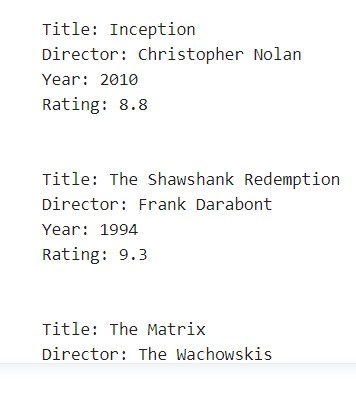 Title: Inception
Director: Christopher Nolan
Year: 2010
Rating: 8.8
Title: The Shawshank Redemption
Director: Frank Darabont
Year: 1994
Rating: 9.3
Title: The Matrix
Director: The Wachowskis